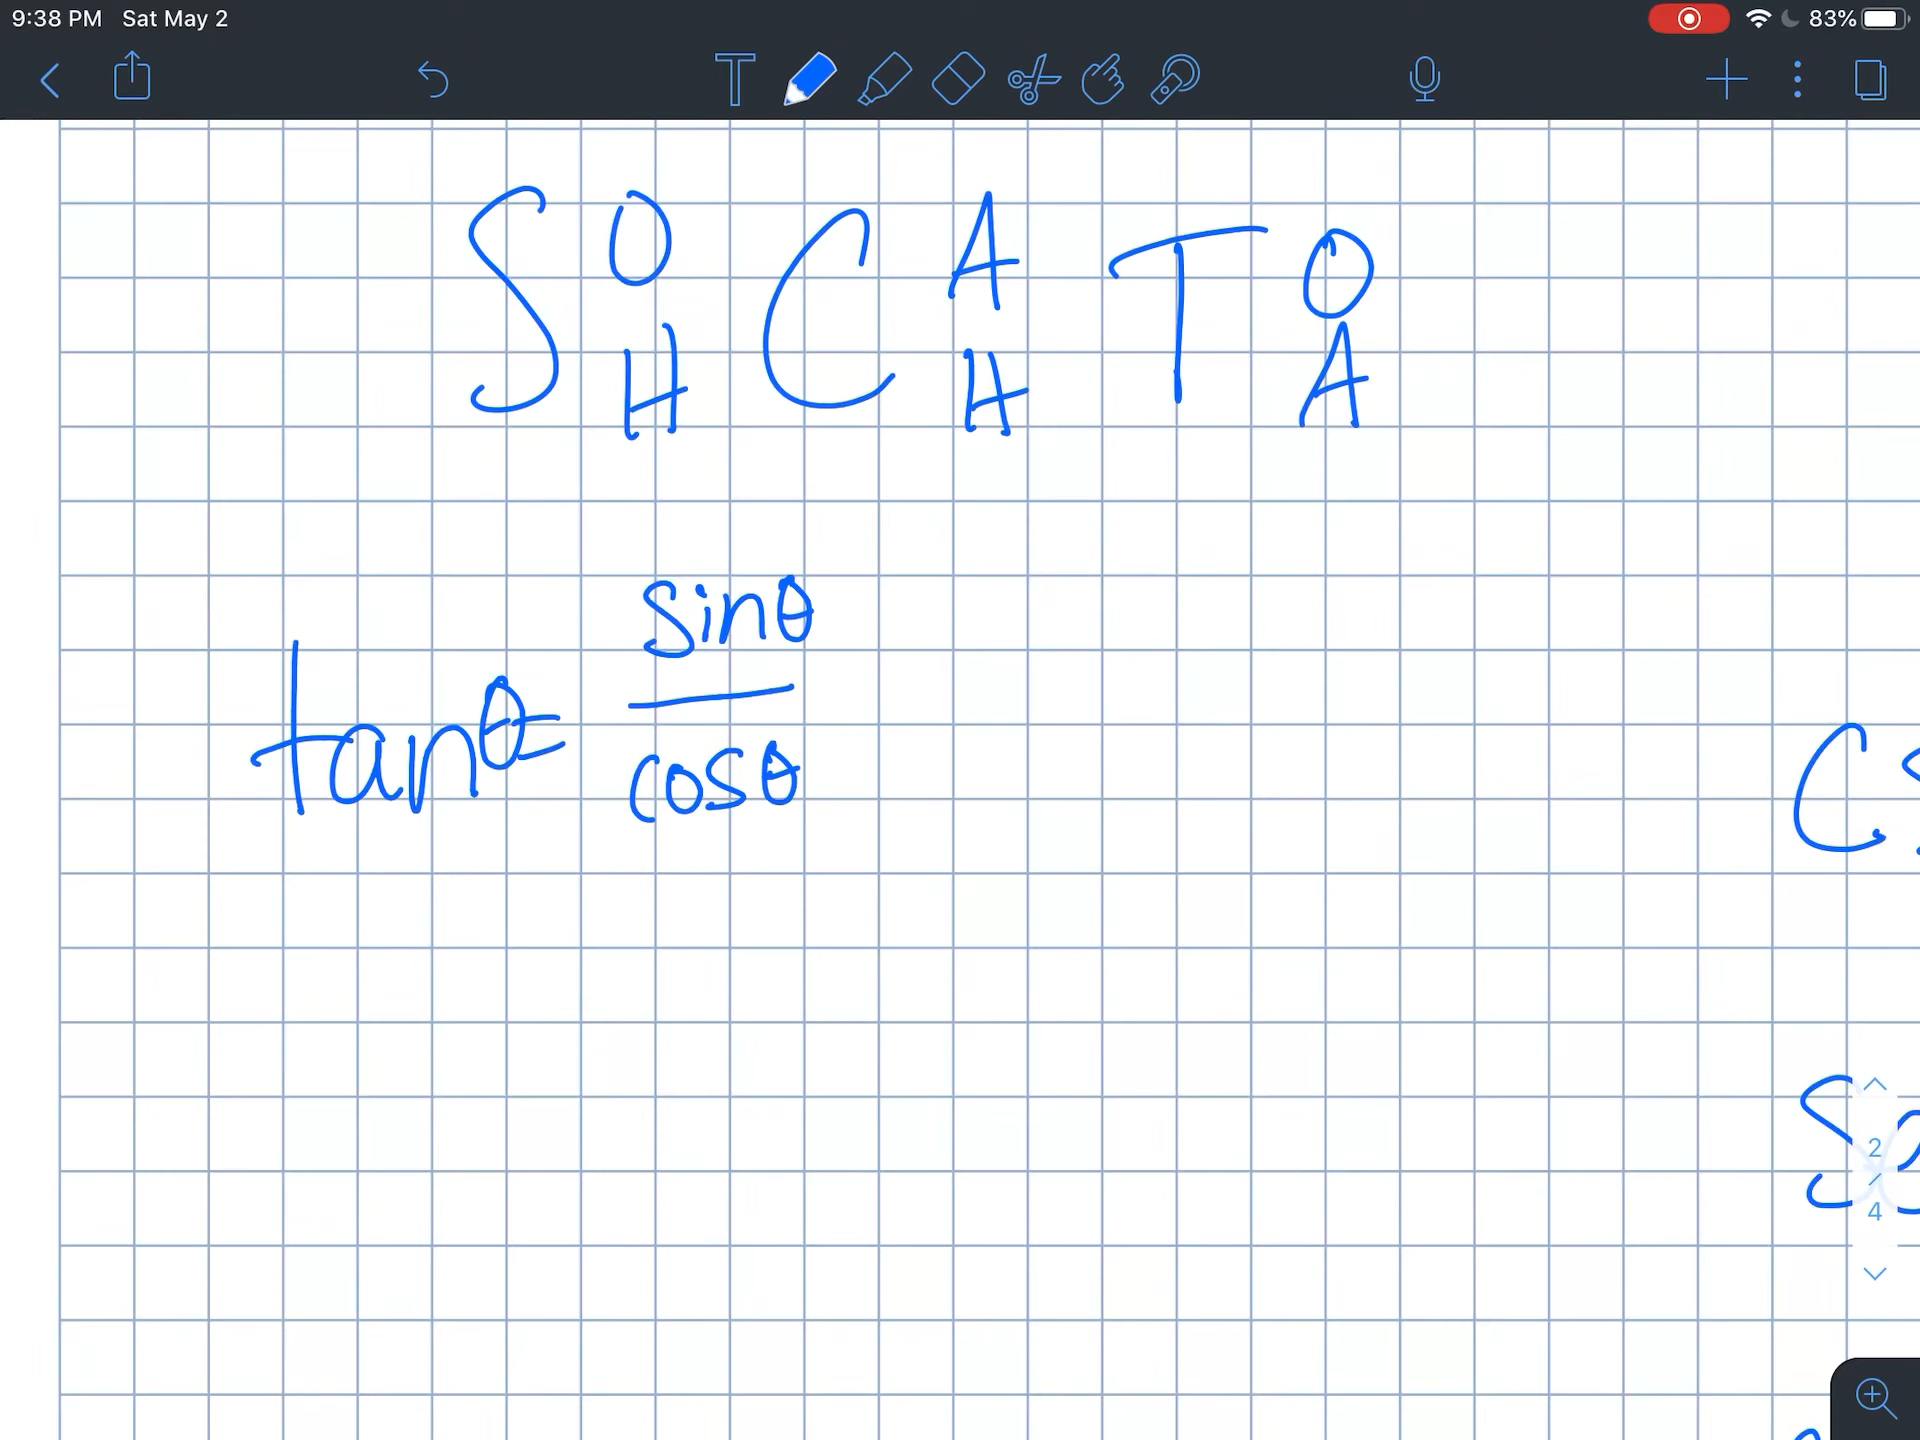 9:38 PM Sat May 2
83%
S O C A T O
H H A
sinθ
tanθ =
cosθ
C
2
4